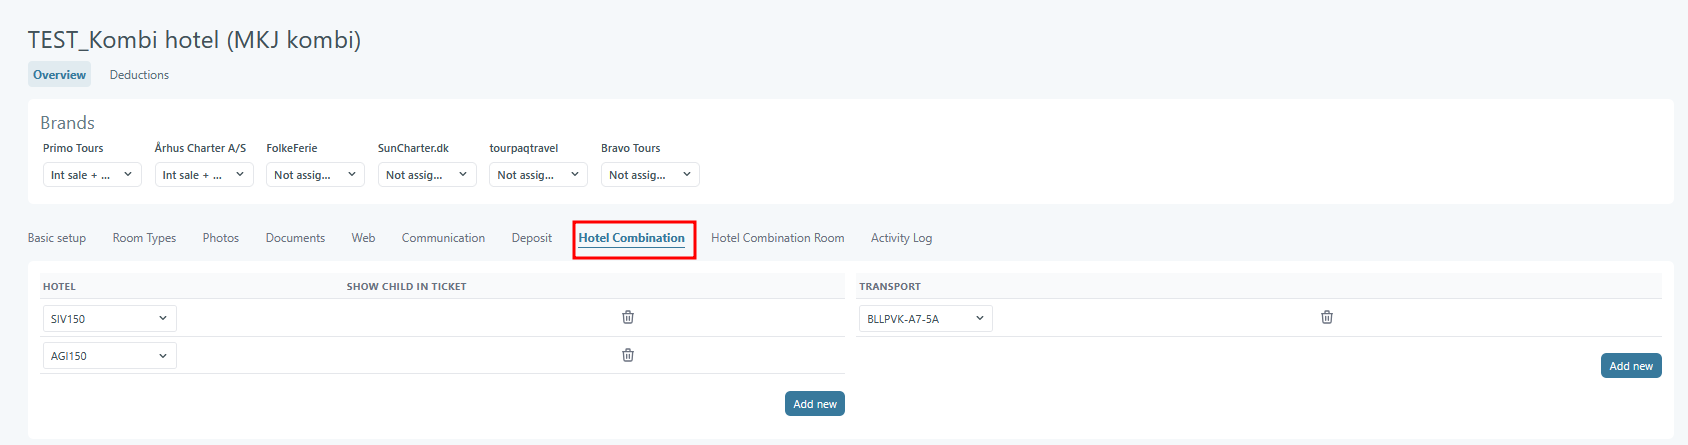 TEST_Kombi hotel (MKJ kombi)
Overview Deductions
Brands
Primo Tours Århus Charter A/S FolkeFerie SunCharter.dk tourpaqtravel Bravo Tours
Int sale + ... Int sale + ... Not assig... Not assig... Not assig... Not assig...
Basic setup Room Types Photos Documents Web Communication Deposit Hotel Combination Hotel Combination Room Activity Log
HOTEL SHOW CHILD IN TICKET TRANSPORT
SIV150 BLLPVK-A7-5A
AGI150
Add new
Add new